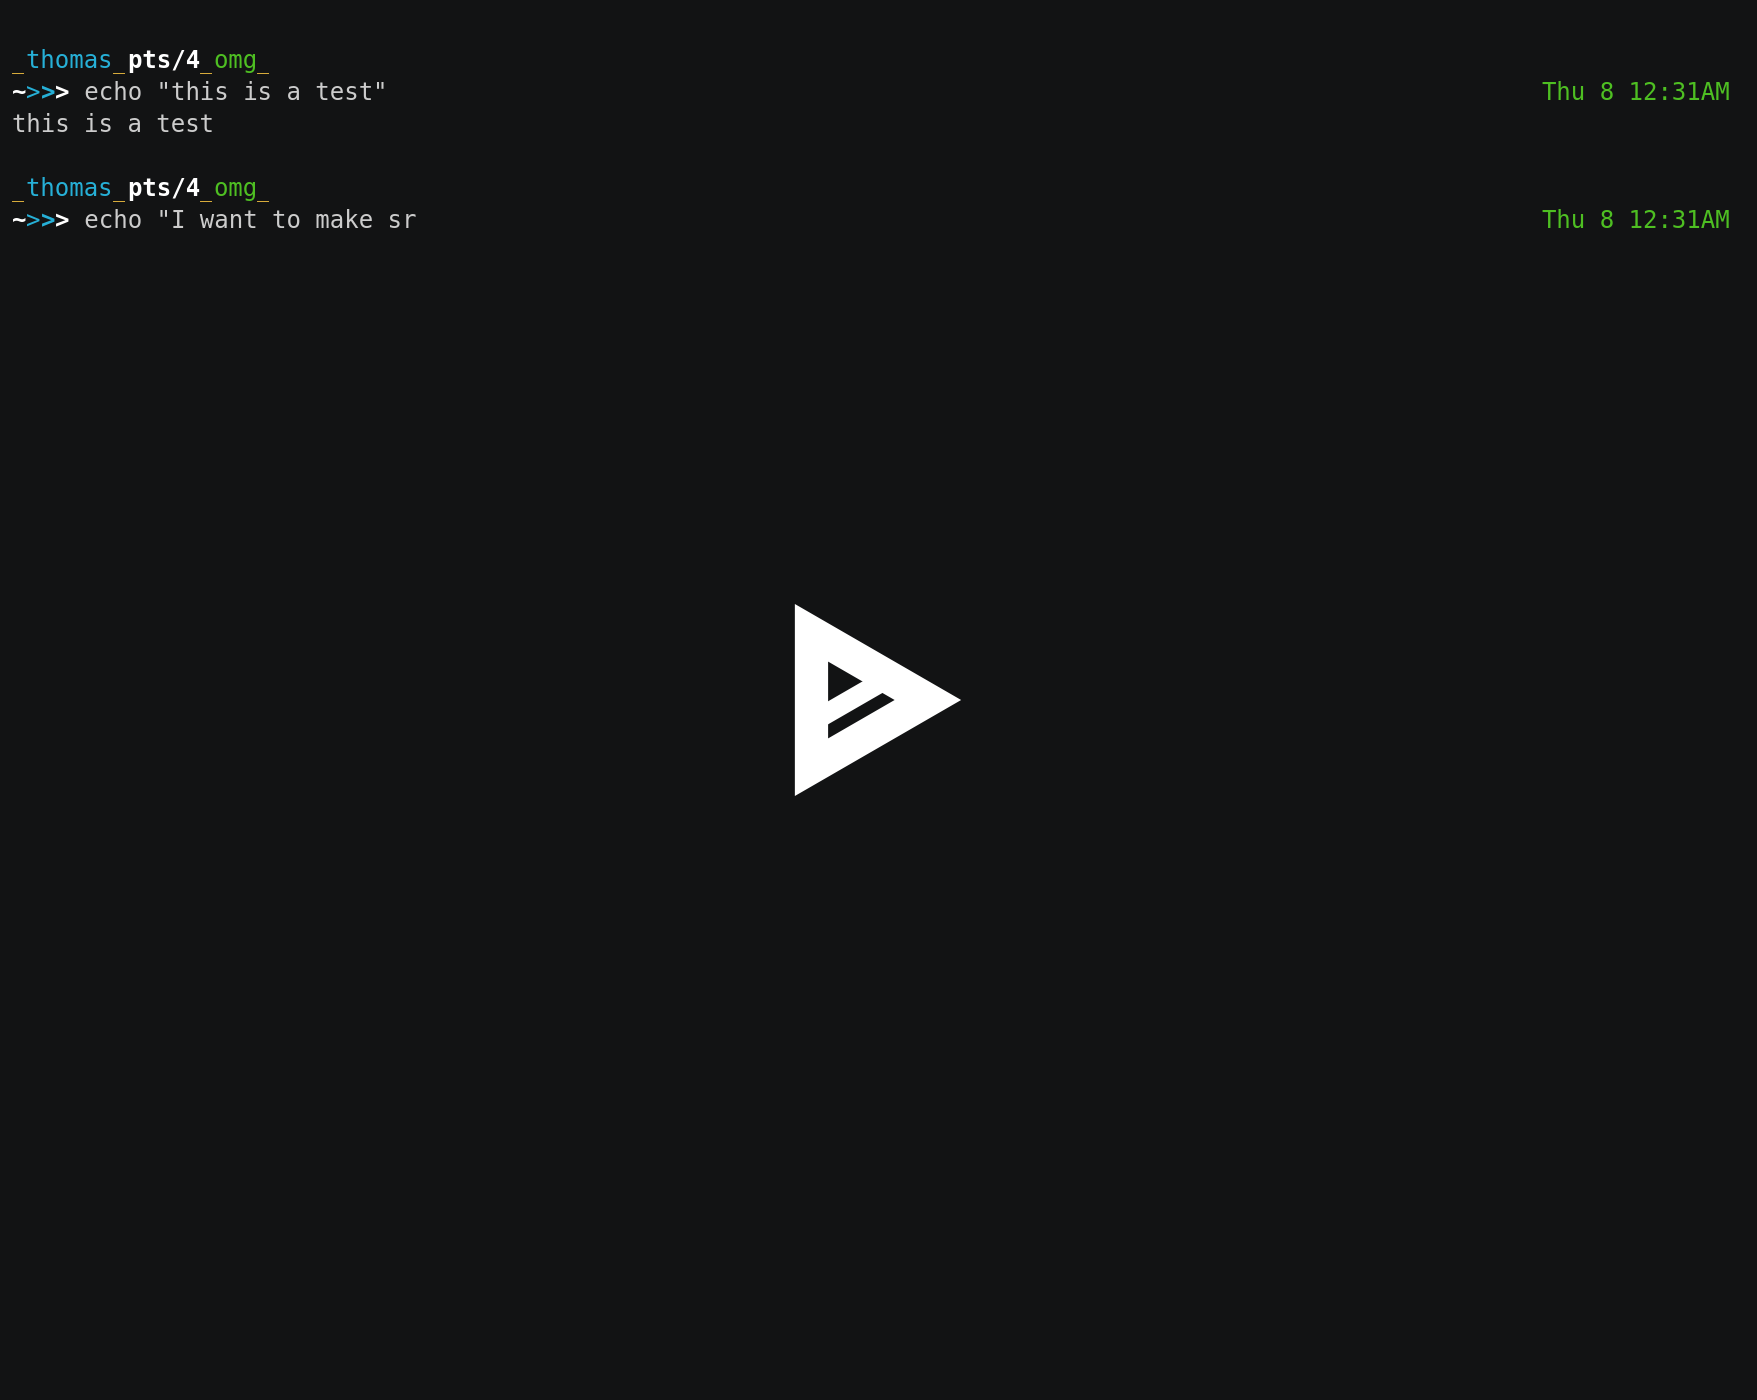 _thomas_pts/4_omg_
~>>> echo "this is a test" Thu 8 12:31AM
this is a test
_thomas_pts/4_omg_
~>>> echo "I want to make sr Thu 8 12:31AM